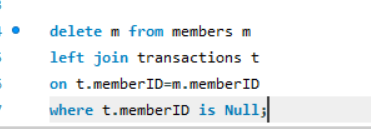 delete m from members m
left join transactions t
on t.memberID=m.memberID
where t.memberID is Null;